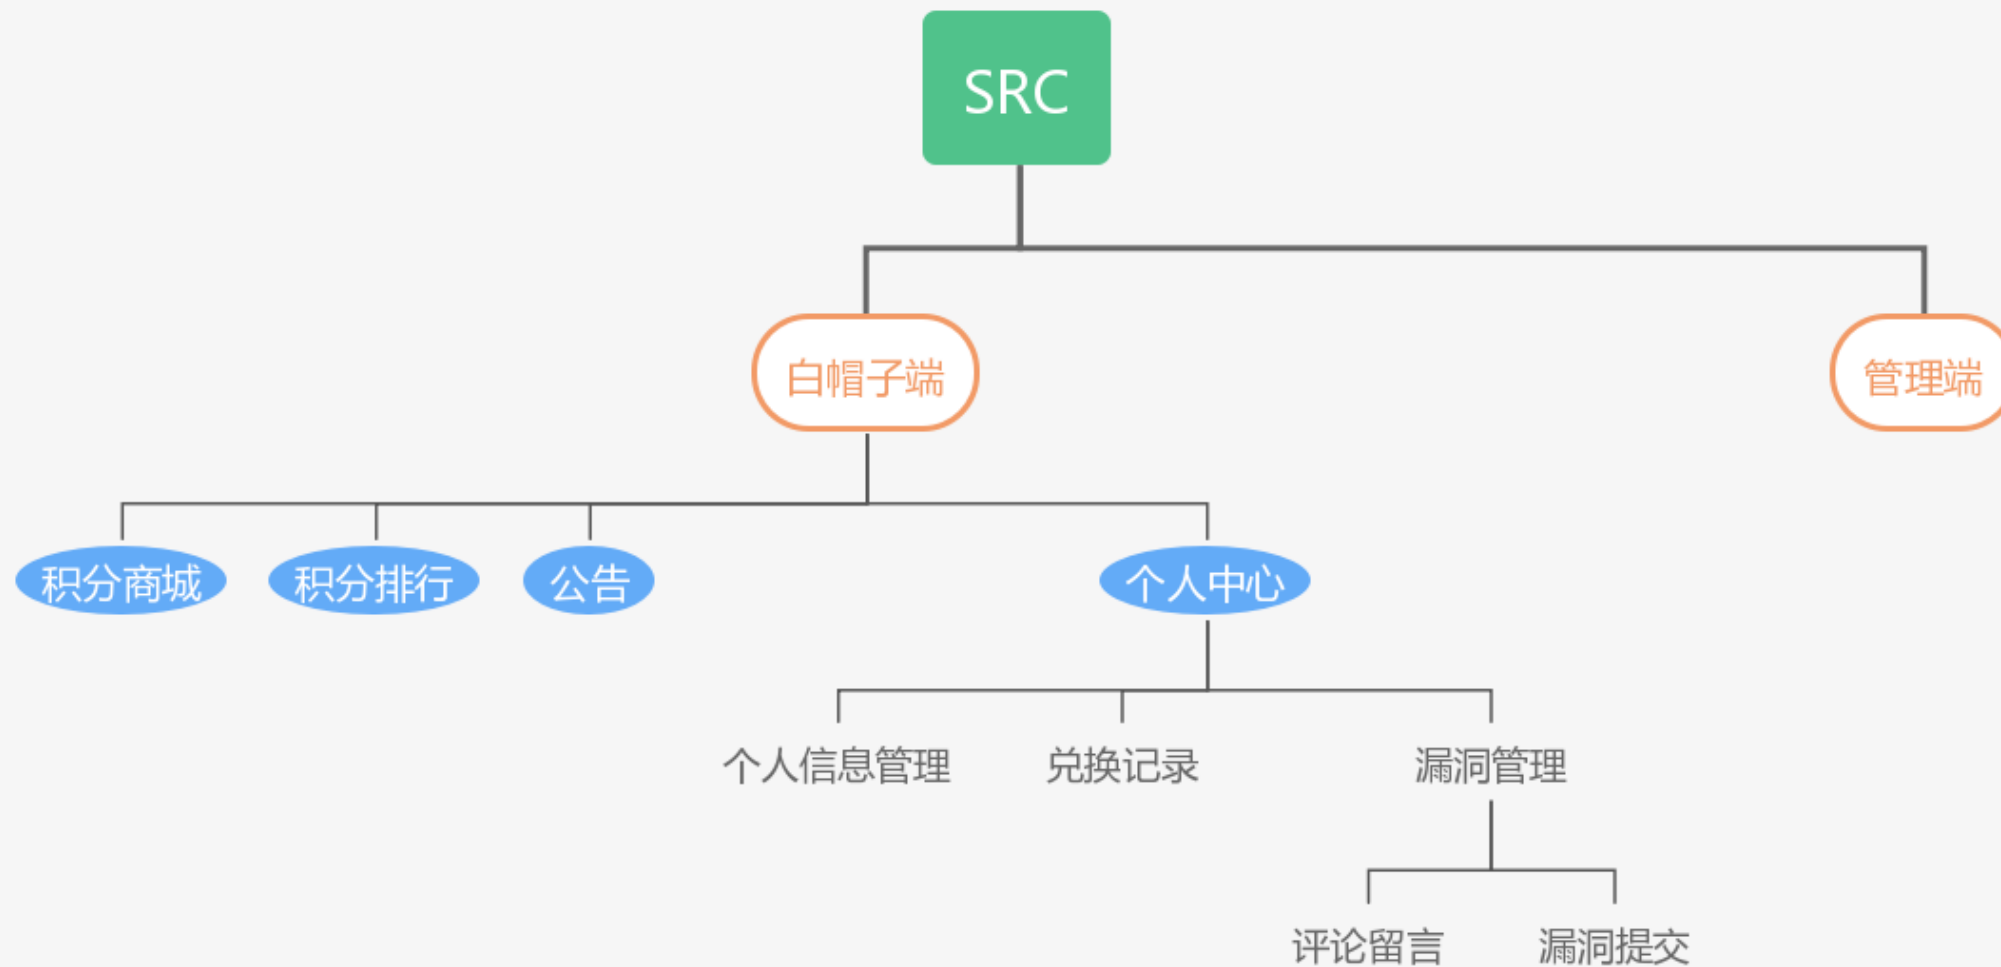 SRC
白帽子端
管理端
积分商城
积分排行
公告
个人中心
个人信息管理
兑换记录
漏洞管理
评论留言
漏洞提交